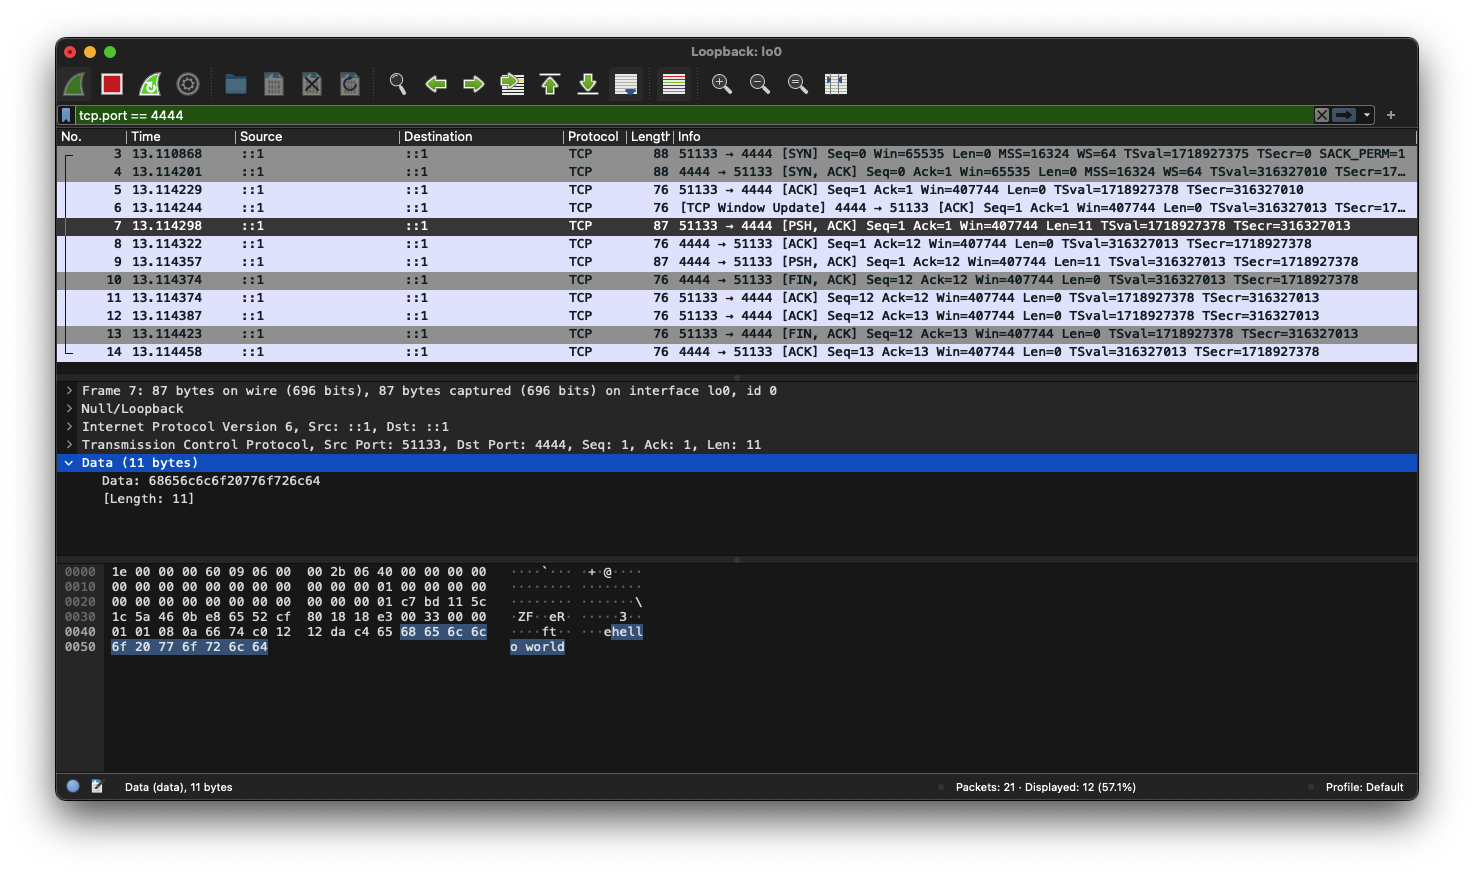 Loopback: lo0
tcp.port == 4444
No. Time Source Destination Protocol Length Info
3 13.110868 ::1 ::1 TCP 88 51133 → 4444 [SYN] Seq=0 Win=65535 Len=0 MSS=16324 WS=64 TSval=1718927375 TSecr=0 SACK_PERM=1
4 13.114201 ::1 ::1 TCP 88 4444 → 51133 [SYN, ACK] Seq=0 Ack=1 Win=65535 Len=0 MSS=16324 WS=64 TSval=316327010 TSecr=17…
5 13.114229 ::1 ::1 TCP 76 51133 → 4444 [ACK] Seq=1 Ack=1 Win=407744 Len=0 TSval=1718927378 TSecr=316327010
6 13.114244 ::1 ::1 TCP 76 [TCP Window Update] 4444 → 51133 [ACK] Seq=1 Ack=1 Win=407744 Len=0 TSval=316327013 TSecr=17…
7 13.114298 ::1 ::1 TCP 87 51133 → 4444 [PSH, ACK] Seq=1 Ack=1 Win=407744 Len=11 TSval=1718927378 TSecr=316327013
8 13.114322 ::1 ::1 TCP 76 4444 → 51133 [ACK] Seq=1 Ack=12 Win=407744 Len=0 TSval=316327013 TSecr=1718927378
9 13.114357 ::1 ::1 TCP 87 4444 → 51133 [PSH, ACK] Seq=1 Ack=12 Win=407744 Len=11 TSval=316327013 TSecr=1718927378
10 13.114374 ::1 ::1 TCP 76 4444 → 51133 [FIN, ACK] Seq=12 Ack=12 Win=407744 Len=0 TSval=316327013 TSecr=1718927378
11 13.114374 ::1 ::1 TCP 76 51133 → 4444 [ACK] Seq=12 Ack=12 Win=407744 Len=0 TSval=1718927378 TSecr=316327013
12 13.114387 ::1 ::1 TCP 76 51133 → 4444 [ACK] Seq=12 Ack=13 Win=407744 Len=0 TSval=1718927378 TSecr=316327013
13 13.114423 ::1 ::1 TCP 76 51133 → 4444 [FIN, ACK] Seq=12 Ack=13 Win=407744 Len=0 TSval=1718927378 TSecr=316327013
14 13.114458 ::1 ::1 TCP 76 4444 → 51133 [ACK] Seq=13 Ack=13 Win=407744 Len=0 TSval=316327013 TSecr=1718927378
Frame 7: 87 bytes on wire (696 bits), 87 bytes captured (696 bits) on interface lo0, id 0
Null/Loopback
Internet Protocol Version 6, Src: ::1, Dst: ::1
Transmission Control Protocol, Src Port: 51133, Dst Port: 4444, Seq: 1, Ack: 1, Len: 11
Data (11 bytes)
Data: 68656c6c6f20776f726c64
[Length: 11]
0000 1e 00 00 00 60 09 06 00 00 2b 06 40 00 00 00 00 ····`··· ·+·@····
0010 00 00 00 00 00 00 00 00 00 00 00 01 00 00 00 00 ········ ········
0020 00 00 00 00 00 00 00 00 00 00 00 01 c7 bd 11 5c ········ ·······\
0030 1c 5a 46 0b e8 65 52 cf 80 18 18 e3 00 33 00 00 ·ZF··eR· ·····3··
0040 01 01 08 0a 66 74 c0 12 12 da c4 65 68 65 6c 6c ····ft·· ···ehell
0050 6f 20 77 6f 72 6c 64 o world
Data (data), 11 bytes Packets: 21 · Displayed: 12 (57.1%) Profile: Default